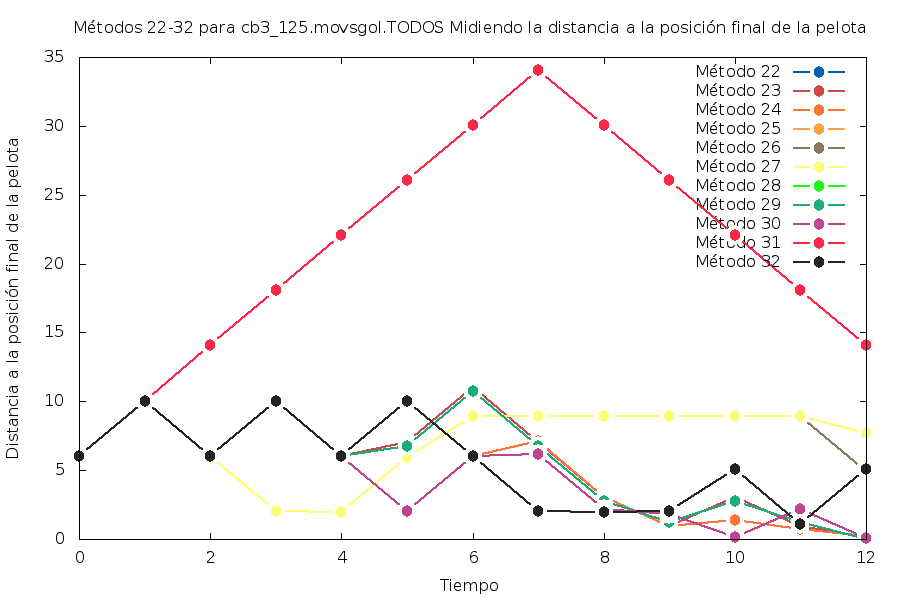 Métodos 22-32 para cb3_125.movsgol.TODOS Midiendo la distancia a la posición final de la pelota
35
30
25
20
15
10
5
0
Distancia a la posición final de la pelota
Método 22
Método 23
Método 24
Método 25
Método 26
Método 27
Método 28
Método 29
Método 30
Método 31
Método 32
0
2
4
6
8
10
12
Tiempo